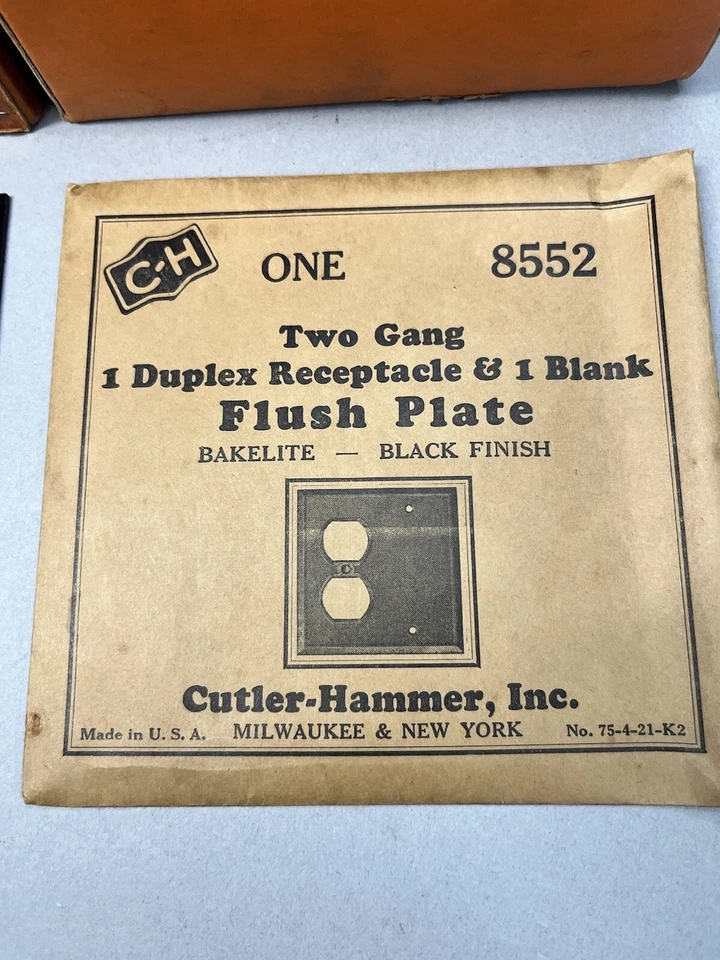 C-H ONE 8552
Two Gang
1 Duplex Receptacle & 1 Blank
Flush Plate
BAKELITE — BLACK FINISH
Cutler-Hammer, Inc.
Made in U. S. A. MILWAUKEE & NEW YORK No. 75-4-21-K2